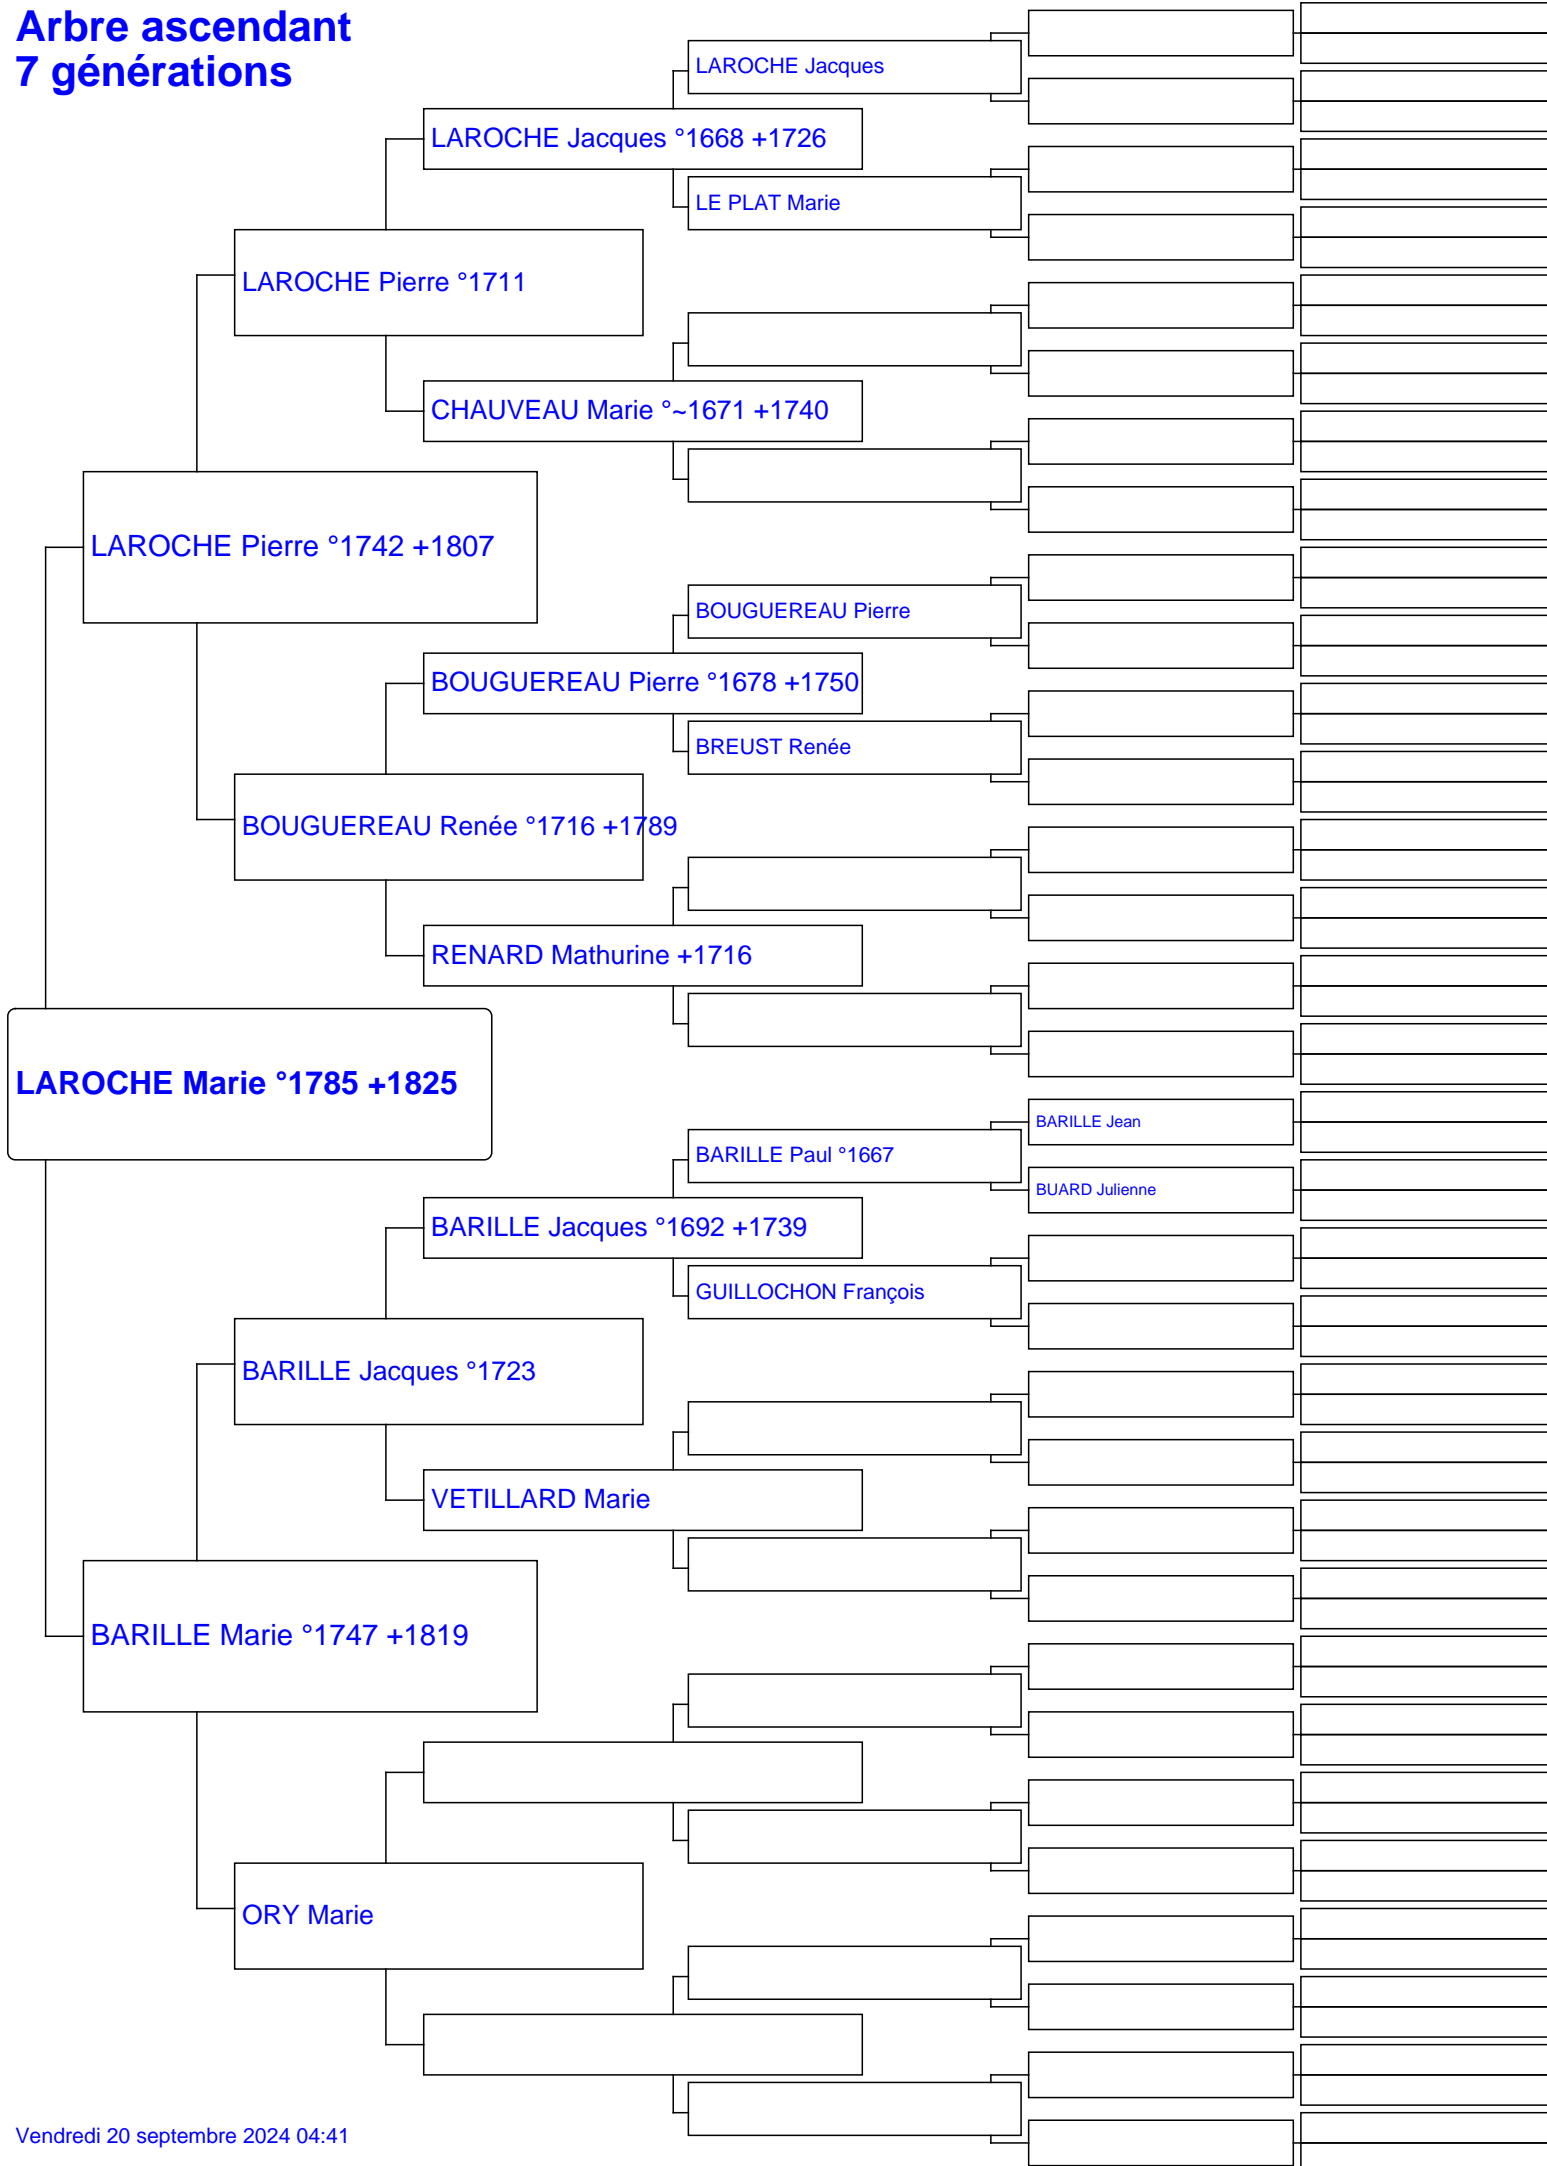 Arbre ascendant
7 générations
LAROCHE Jacques
LAROCHE Jacques °1668 +1726
LE PLAT Marie
LAROCHE Pierre °1711
CHAUVEAU Marie °~1671 +1740
LAROCHE Pierre °1742 +1807
BOUGUEREAU Pierre
BOUGUEREAU Pierre °1678 +1750
BREUST Renée
BOUGUEREAU Renée °1716 +1789
RENARD Mathurine +1716
LAROCHE Marie °1785 +1825
BARILLE Jean
BARILLE Paul °1667
BUARD Julienne
BARILLE Jacques °1692 +1739
GUILLOCHON François
BARILLE Jacques °1723
VETILLARD Marie
BARILLE Marie °1747 +1819
ORY Marie
Vendredi 20 septembre 2024 04:41